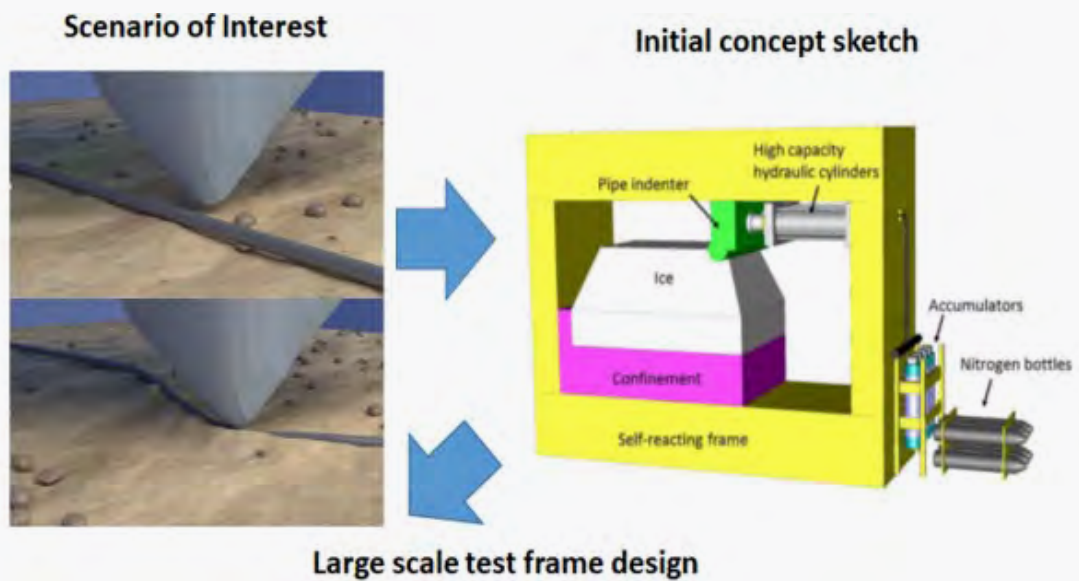 Scenario of Interest
Initial concept sketch
High capacity
hydraulic cylinders
Pipe indenter
Ice
Accumulators
Nitrogen bottles
Confinement
Self-reacting frame
Large scale test frame design